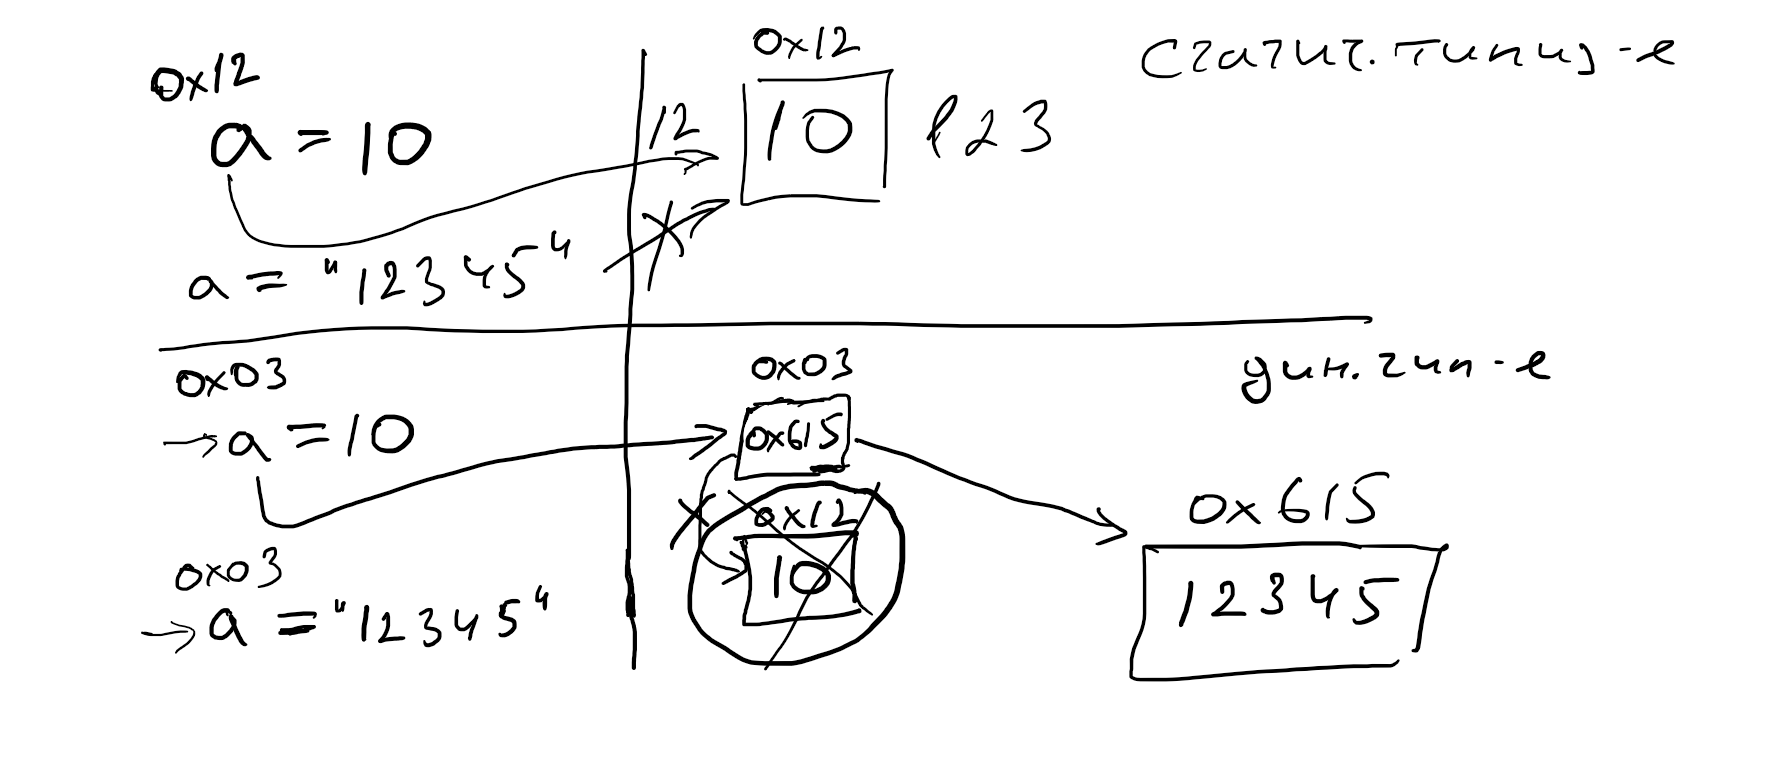 0x12
0x12
статич. типиз-е
a = 10
12
10
123
a = "12345"
0x03
0x03
дин. тип-е
a = 10
0x615
0x12
0x615
10
0x03
12345
a = "12345"